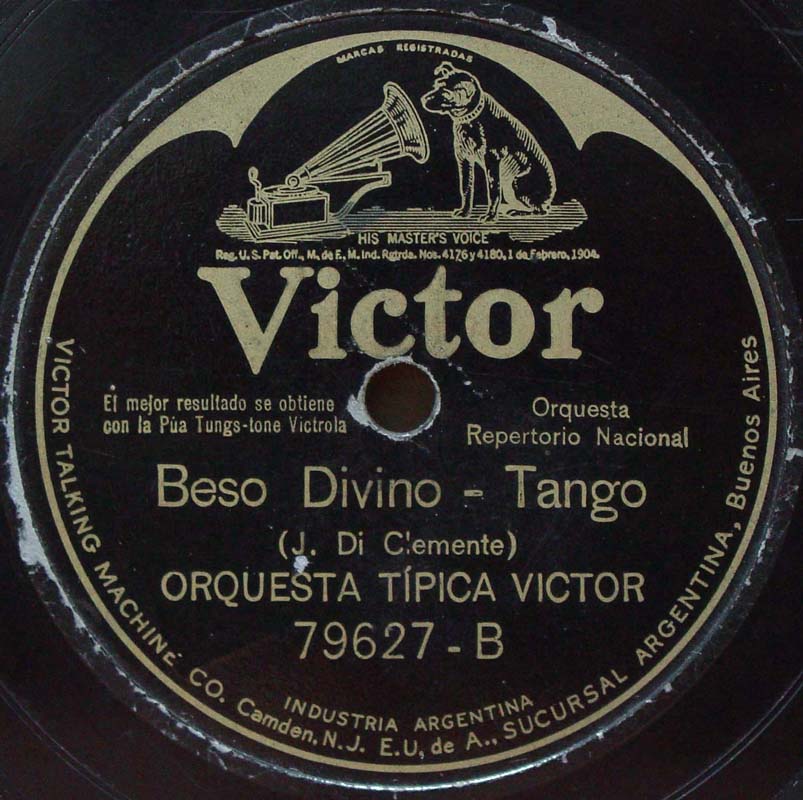 MARCAS REGISTRADAS
HIS MASTER'S VOICE
Reg. U.S. Pat. Off., M. de F., M. Ind. Rgtrda. Nos. 4176 y 4180, 1 de Febrero, 1904.
Victor
El mejor resultado se obtiene
con la Púa Tungs-tone Victrola
Orquesta
Repertorio Nacional
Beso Divino - Tango
(J. Di Clemente)
ORQUESTA TÍPICA VICTOR
79627-B
INDUSTRIA ARGENTINA
VICTOR TALKING MACHINE CO. Camden, N.J. E.U. de A., SUCURSAL ARGENTINA, Buenos Aires